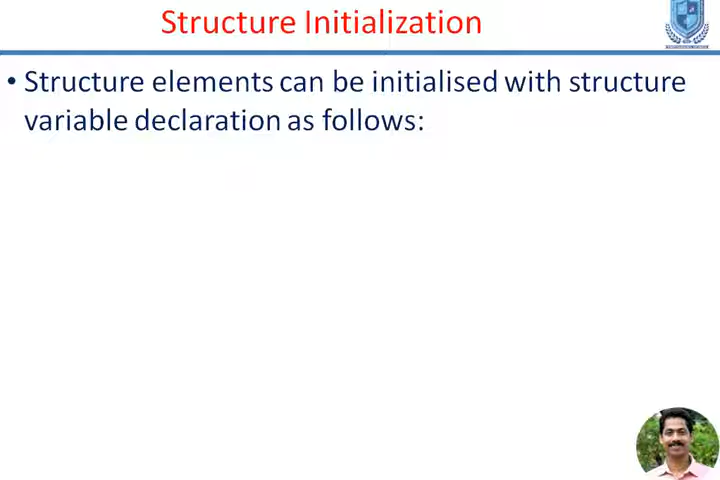 Structure Initialization
• Structure elements can be initialised with structure
variable declaration as follows: